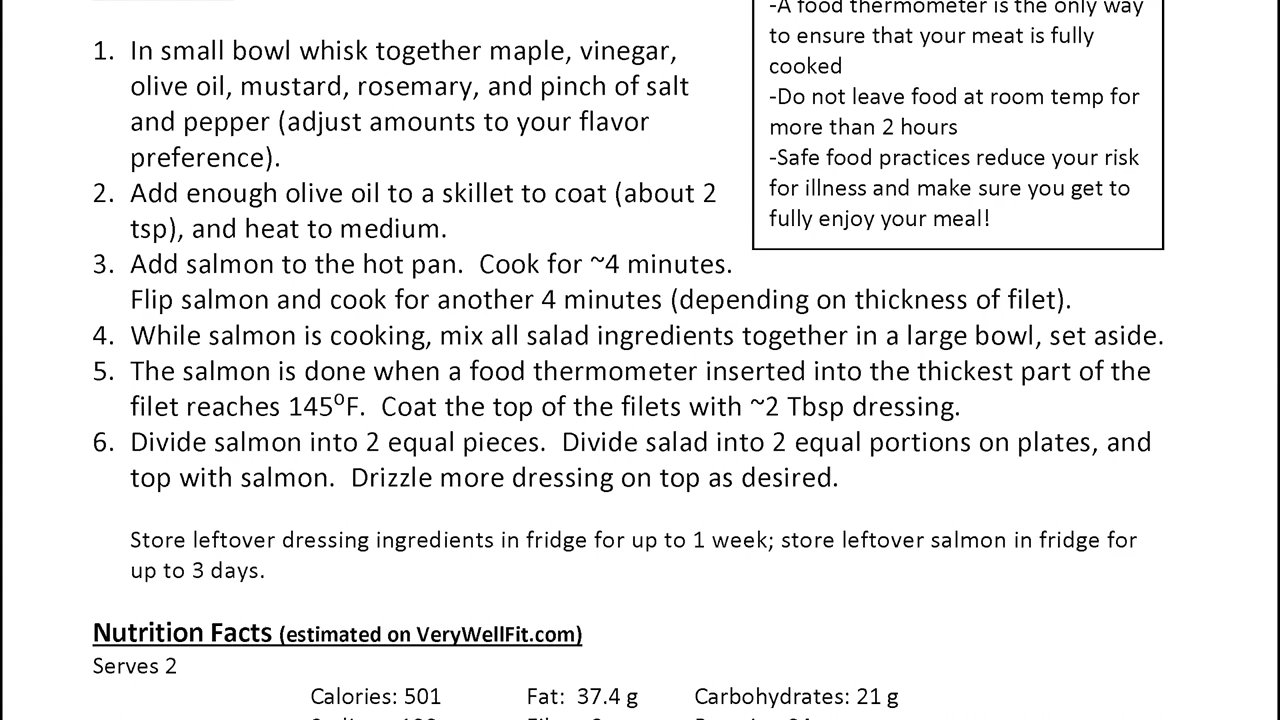 -A food thermometer is the only way
to ensure that your meat is fully
cooked
-Do not leave food at room temp for
more than 2 hours
-Safe food practices reduce your risk
for illness and make sure you get to
fully enjoy your meal!
1. In small bowl whisk together maple, vinegar,
olive oil, mustard, rosemary, and pinch of salt
and pepper (adjust amounts to your flavor
preference).
2. Add enough olive oil to a skillet to coat (about 2
tsp), and heat to medium.
3. Add salmon to the hot pan.  Cook for ~4 minutes.
Flip salmon and cook for another 4 minutes (depending on thickness of filet).
4. While salmon is cooking, mix all salad ingredients together in a large bowl, set aside.
5. The salmon is done when a food thermometer inserted into the thickest part of the
filet reaches 145⁰F.  Coat the top of the filets with ~2 Tbsp dressing.
6. Divide salmon into 2 equal pieces.  Divide salad into 2 equal portions on plates, and
top with salmon.  Drizzle more dressing on top as desired.
Store leftover dressing ingredients in fridge for up to 1 week; store leftover salmon in fridge for
up to 3 days.
Nutrition Facts (estimated on VeryWellFit.com)
Serves 2
Calories: 501 Fat:  37.4 g Carbohydrates: 21 g